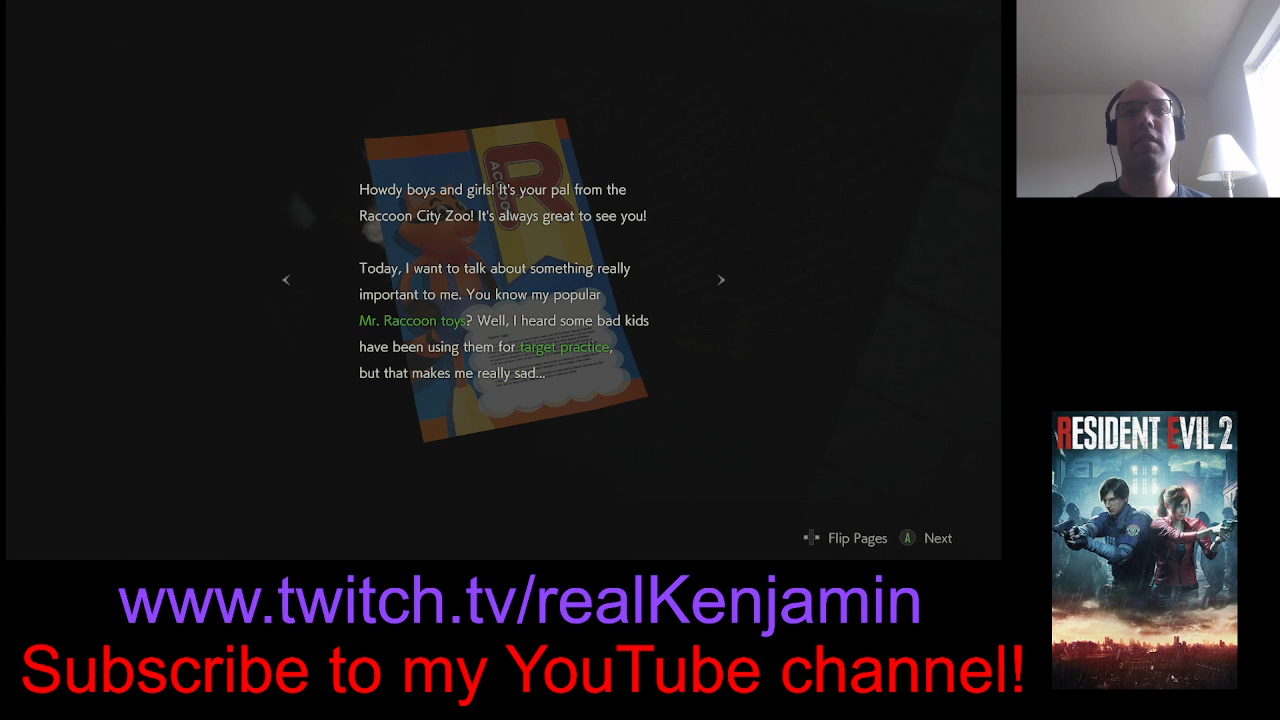 Howdy boys and girls! It's your pal from the
Raccoon City Zoo! It's always great to see you!
Today, I want to talk about something really
important to me. You know my popular
Mr. Raccoon toys? Well, I heard some bad kids
have been using them for target practice,
but that makes me really sad...
Flip Pages A Next
RESIDENT EVIL 2
www.twitch.tv/realKenjamin
Subscribe to my YouTube channel!